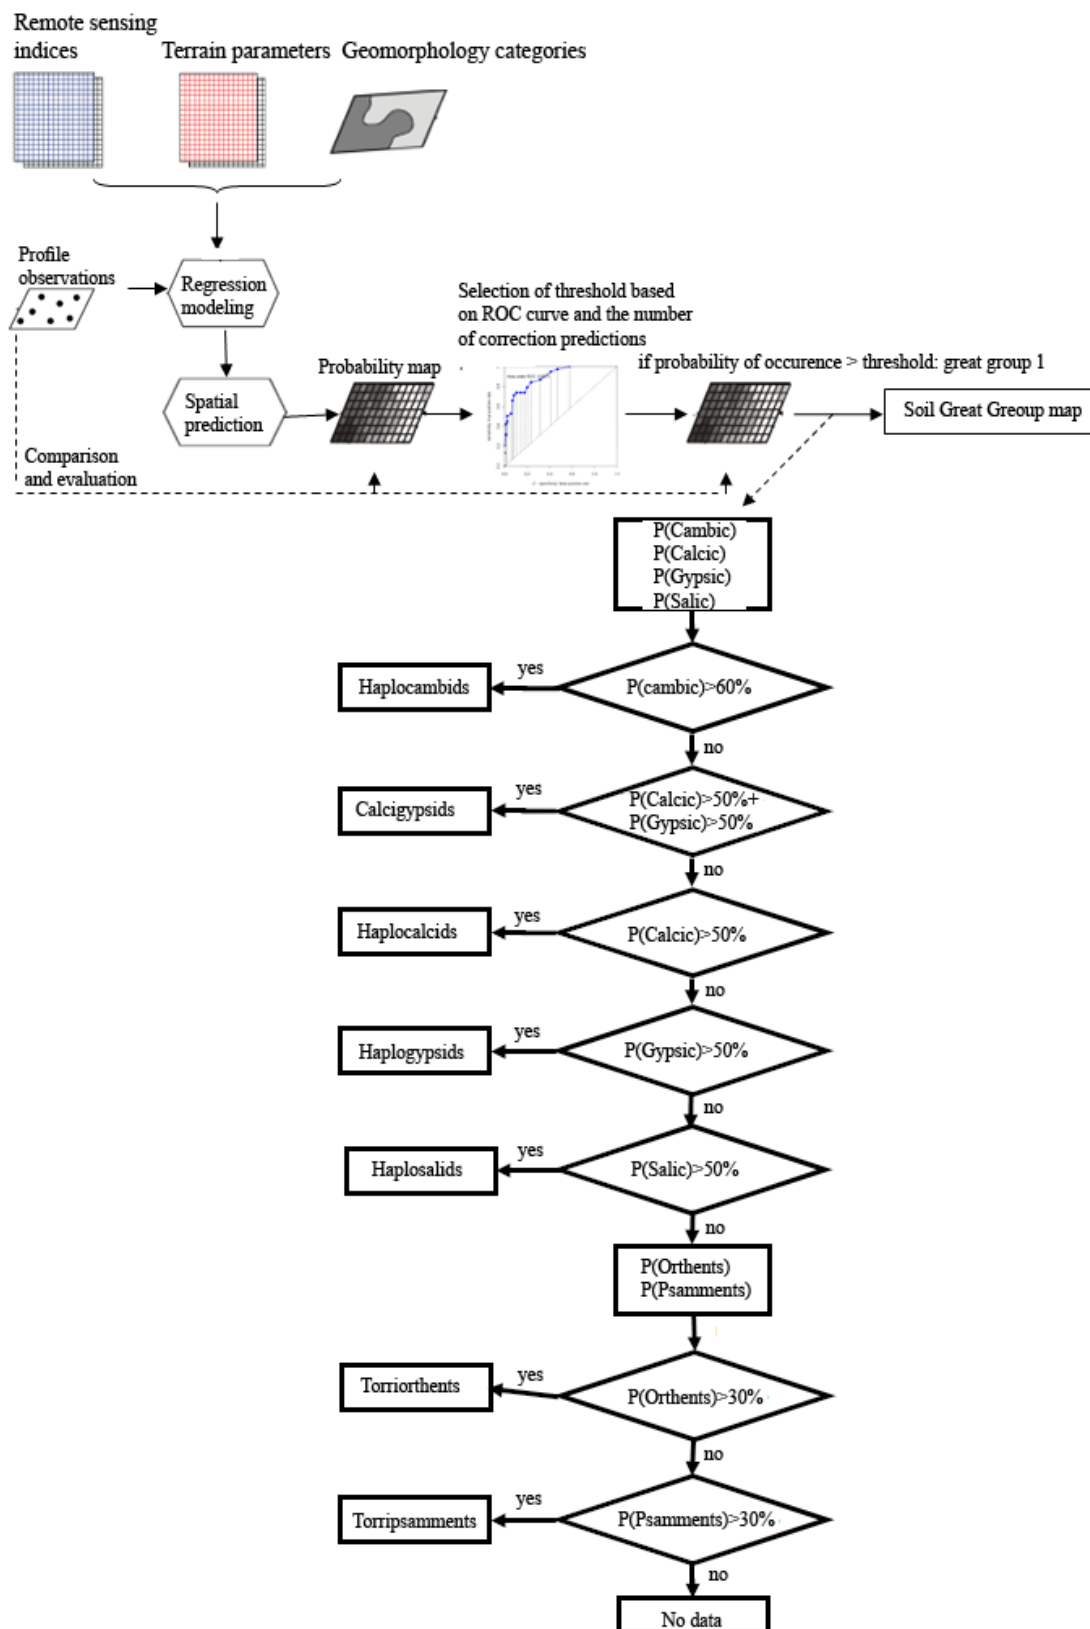 Remote sensing
indices
Terrain parameters
Geomorphology categories
Profile
observations
Regression
modeling
Selection of threshold based
on ROC curve and the number
of correction predictions
Probability map
if probability of occurence > threshold: great group 1
Spatial
prediction
Soil Great Greoup map
Comparison
and evaluation
P(Cambic)
P(Calcic)
P(Gypsic)
P(Salic)
yes
Haplocambids
P(cambic)>60%
no
yes
Calcigypsids
P(Calcic)>50%+
P(Gypsic)>50%
no
yes
Haplocalcids
P(Calcic)>50%
no
yes
Haplogypsids
P(Gypsic)>50%
no
yes
Haplosalids
P(Salic)>50%
no
P(Orthents)
P(Psamments)
yes
Torriorthents
P(Orthents)>30%
no
yes
Torripsamments
P(Psamments)>30%
no
No data